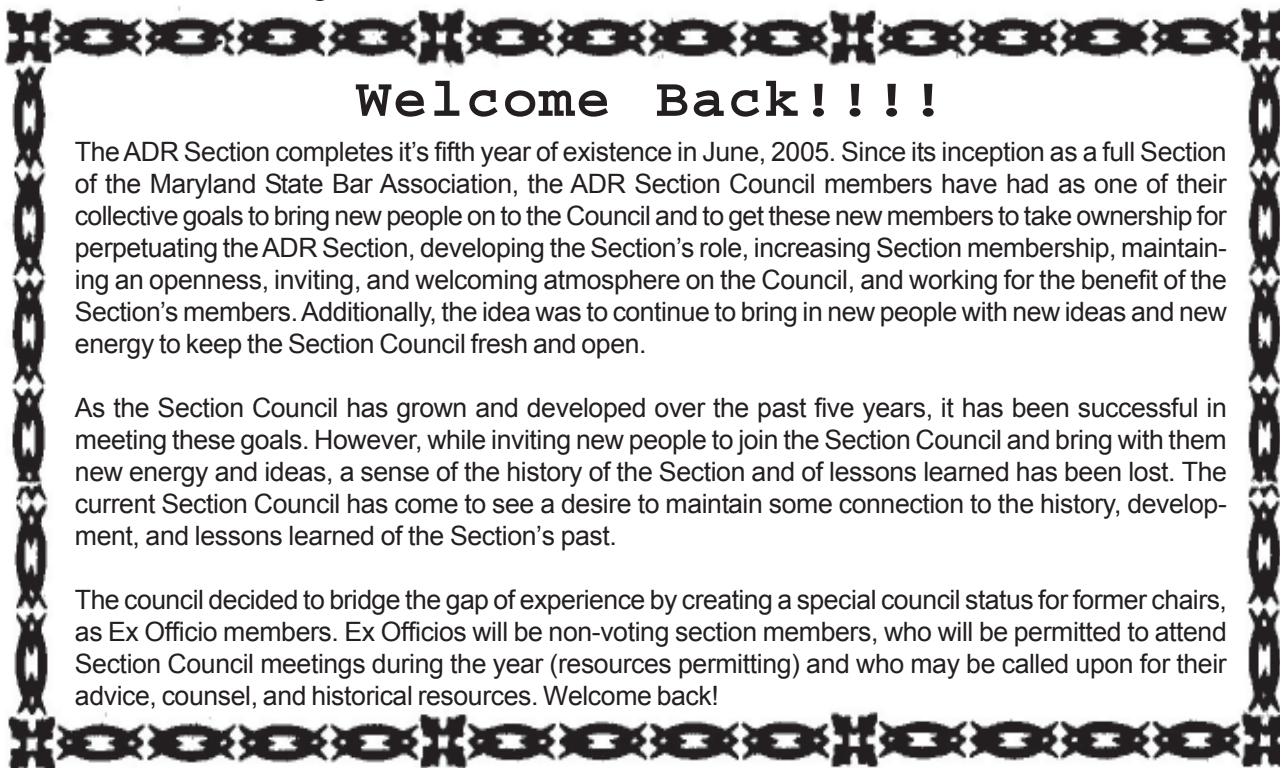 Welcome Back!!!!
The ADR Section completes it's fifth year of existence in June, 2005. Since its inception as a full Section
of the Maryland State Bar Association, the ADR Section Council members have had as one of their
collective goals to bring new people on to the Council and to get these new members to take ownership for
perpetuating the ADR Section, developing the Section's role, increasing Section membership, maintain-
ing an openness, inviting, and welcoming atmosphere on the Council, and working for the benefit of the
Section's members. Additionally, the idea was to continue to bring in new people with new ideas and new
energy to keep the Section Council fresh and open.
As the Section Council has grown and developed over the past five years, it has been successful in
meeting these goals. However, while inviting new people to join the Section Council and bring with them
new energy and ideas, a sense of the history of the Section and of lessons learned has been lost. The
current Section Council has come to see a desire to maintain some connection to the history, develop-
ment, and lessons learned of the Section's past.
The council decided to bridge the gap of experience by creating a special council status for former chairs,
as Ex Officio members. Ex Officios will be non-voting section members, who will be permitted to attend
Section Council meetings during the year (resources permitting) and who may be called upon for their
advice, counsel, and historical resources. Welcome back!